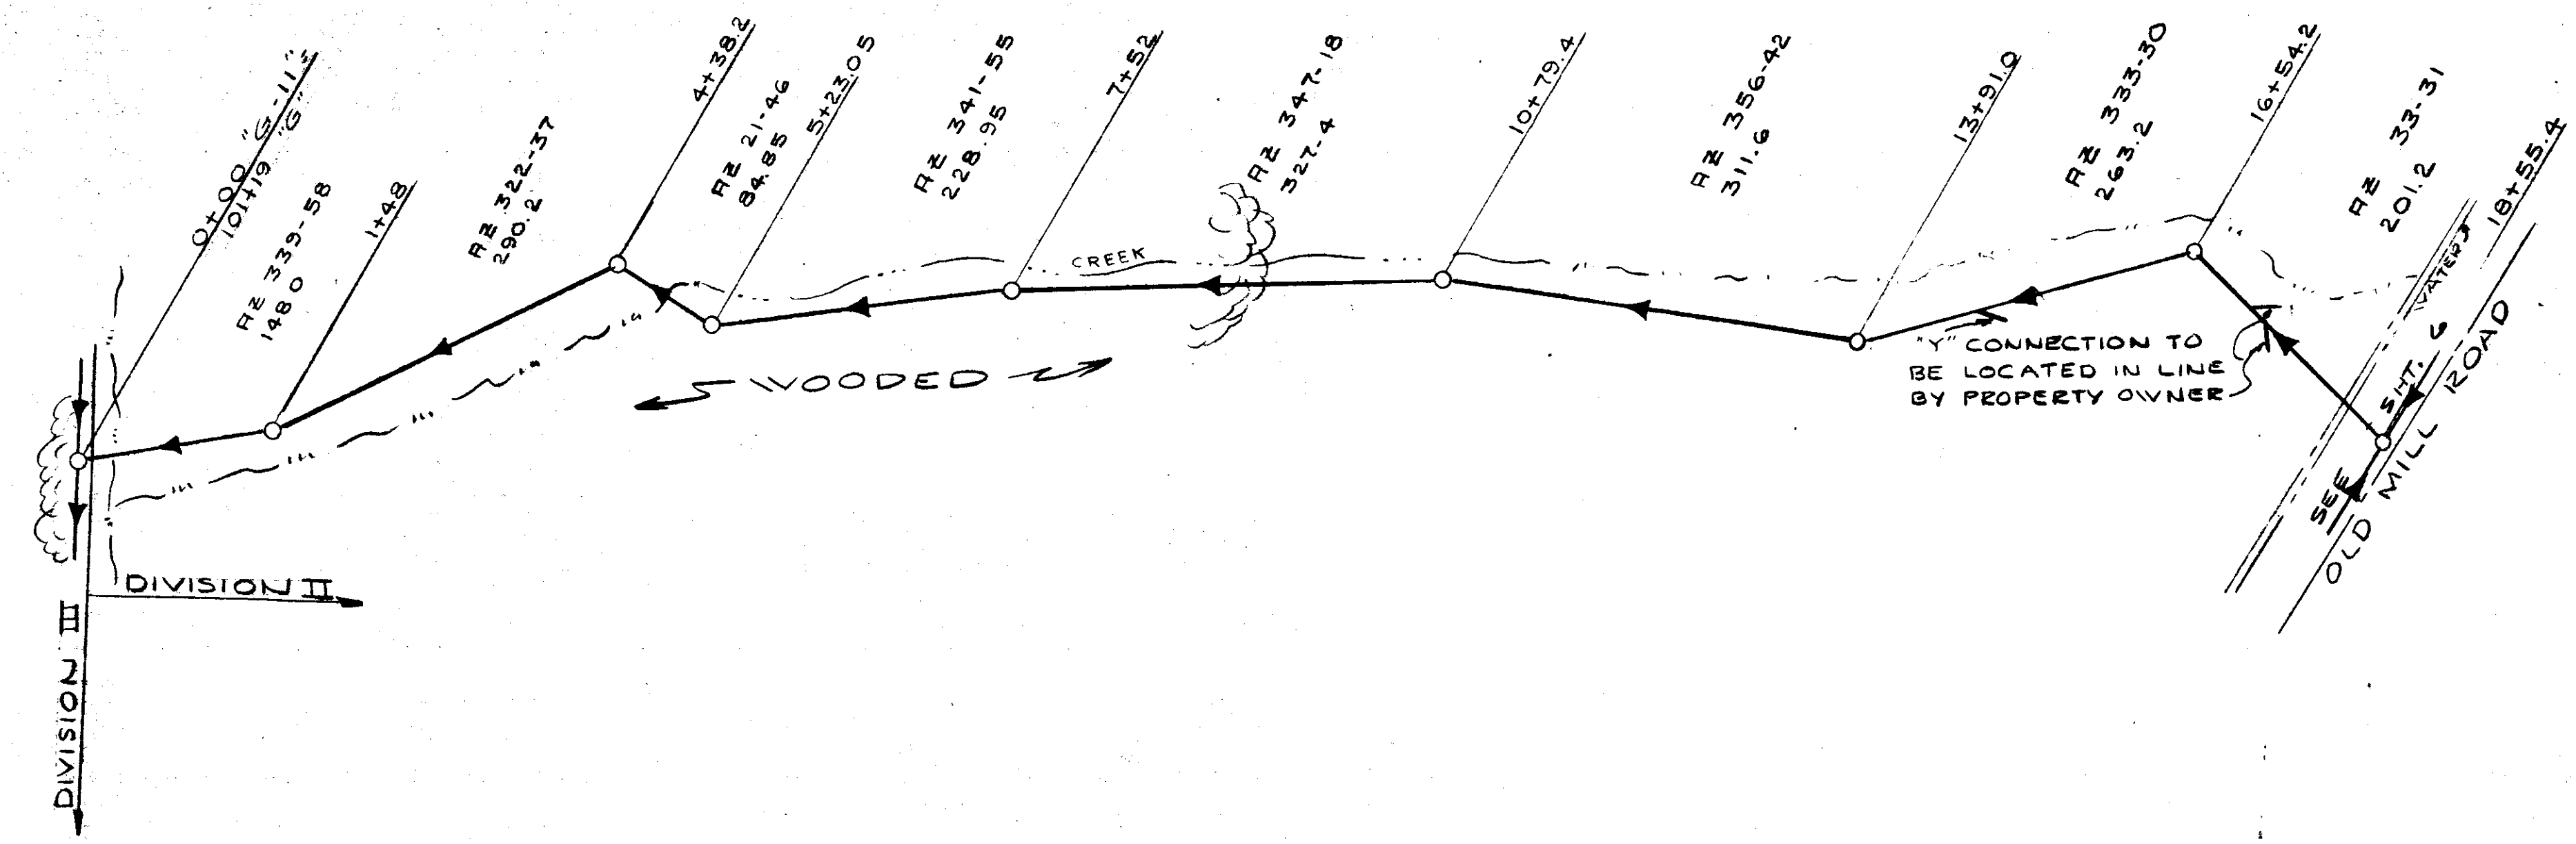 0+00 "G-11"
101+19 "G"
AZ 339-58
148.0
1+48
AZ 322-37
290.2
4+38.2
AZ 21-46
84.85
5+23.05
AZ 341-55
228.95
7+52
AZ 347-18
327.4
10+79.4
AZ 356-42
311.6
13+91.0
AZ 333-30
263.2
16+54.2
AZ 33-31
201.2
18+55.4
CREEK
WATER
WOODED
"Y" CONNECTION TO
BE LOCATED IN LINE
BY PROPERTY OWNER
SEE SHT. 6
OLD MILL ROAD
DIVISION II
DIVISION III